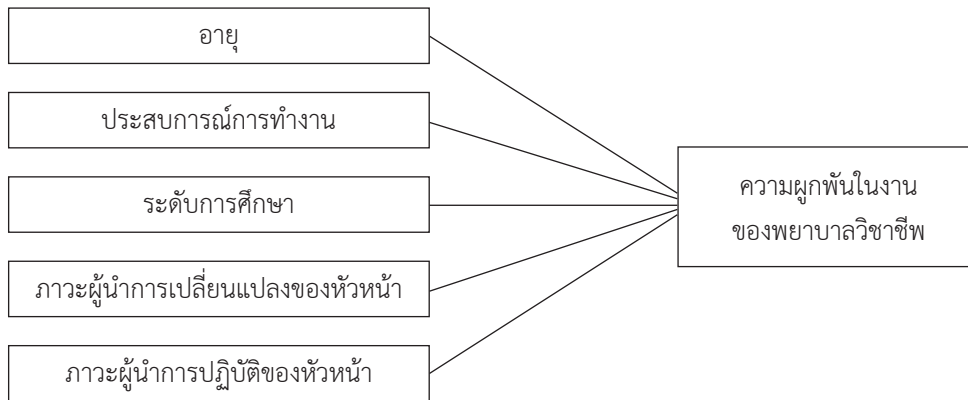 อายุ
ประสบการณ์การทำงาน
ระดับการศึกษา
ภาวะผู้นำการเปลี่ยนแปลงของหัวหน้า
ภาวะผู้นำการปฏิบัติของหัวหน้า
ความผูกพันในงาน
ของพยาบาลวิชาชีพ